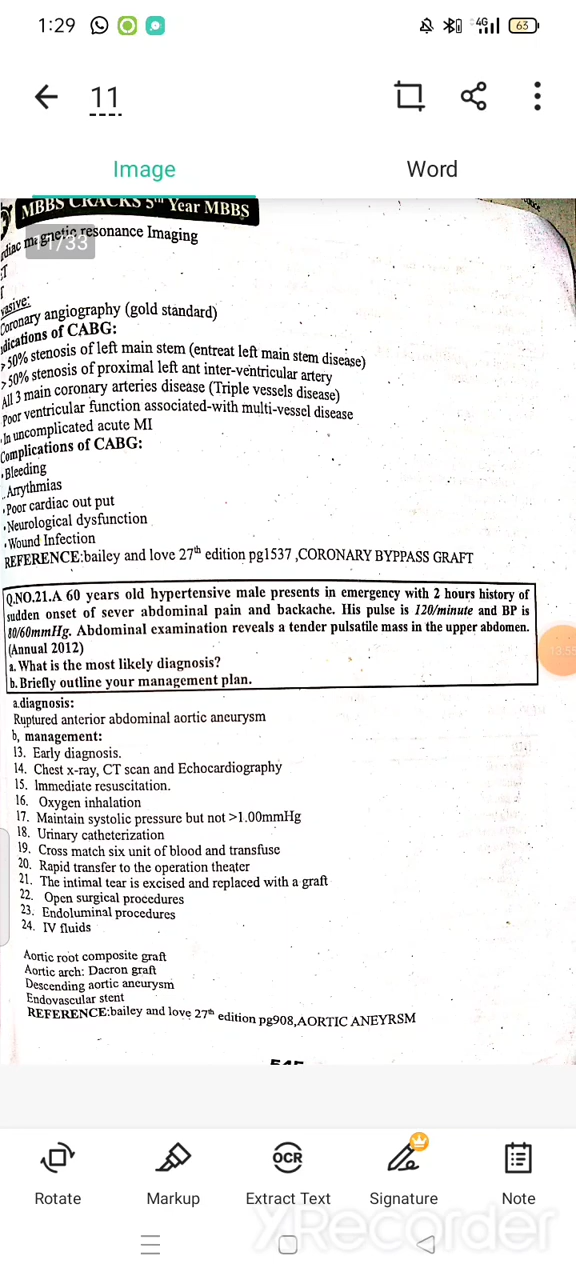 1:29
4G
63
11
Image
Word
MBBS CRACKS 5TH Year MBBS
rdiac magnetic resonance Imaging
11/33
ET
T
vasive:
Coronary angiography (gold standard)
dications of CABG:
>50% stenosis of left main stem (entreat left main stem disease)
>50% stenosis of proximal left ant inter-ventricular artery
All 3 main coronary arteries disease (Triple vessels disease)
Poor ventricular function associated-with multi-vessel disease
In uncomplicated acute MI
Complications of CABG:
Bleeding
Arrythmias
Poor cardiac out put
Neurological dysfunction
Wound Infection
REFERENCE:bailey and love 27th edition pg1537 ,CORONARY BYPPASS GRAFT
Q.NO.21.A 60 years old hypertensive male presents in emergency with 2 hours history of
sudden onset of sever abdominal pain and backache. His pulse is 120/minute and BP is
80/60mmHg. Abdominal examination reveals a tender pulsatile mass in the upper abdomen.
(Annual 2012)
a. What is the most likely diagnosis?
b. Briefly outline your management plan.
a.diagnosis:
Ruptured anterior abdominal aortic aneurysm
b, management:
13. Early diagnosis.
14. Chest x-ray, CT scan and Echocardiography
15. Immediate resuscitation.
16. Oxygen inhalation
17. Maintain systolic pressure but not >1.00mmHg
18. Urinary catheterization
19. Cross match six unit of blood and transfuse
20. Rapid transfer to the operation theater
21. The intimal tear is excised and replaced with a graft
22. Open surgical procedures
23. Endoluminal procedures
24. IV fluids
Aortic root composite graft
Aortic arch: Dacron graft
Descending aortic aneurysm
Endovascular stent
REFERENCE:bailey and love 27th edition pg908,AORTIC ANEYRSM
13:55
OCR
Rotate
Markup
Extract Text
Signature
Note
XRecorder